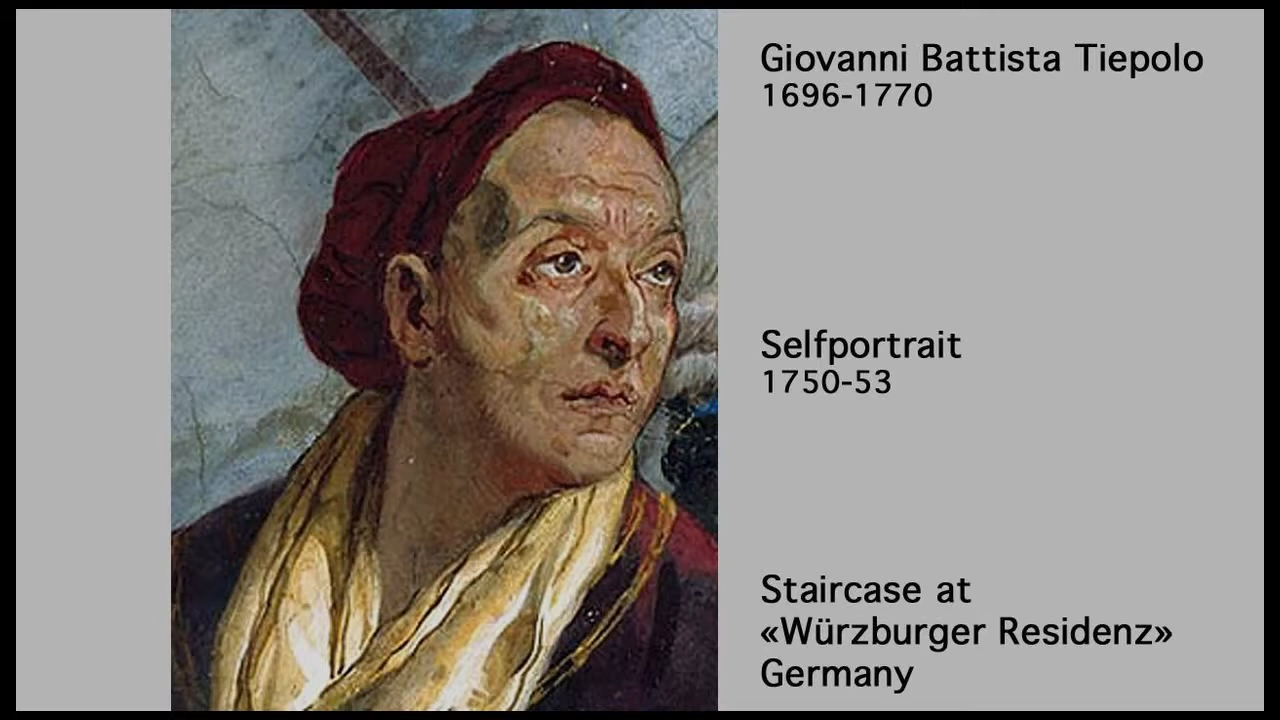 Giovanni Battista Tiepolo
1696-1770
Selfportrait
1750-53
Staircase at
«Würzburger Residenz»
Germany